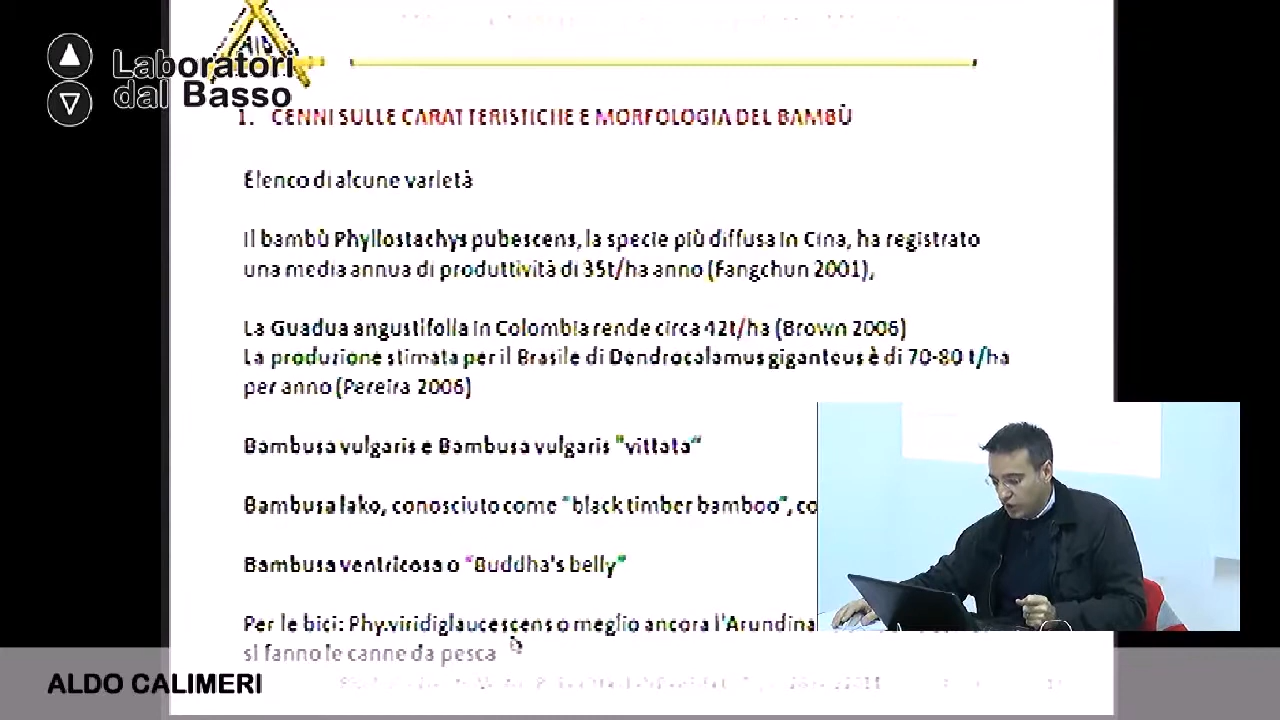 Laboratori
dal Basso
1. CENNI SULLE CARATTERISTICHE E MORFOLOGIA DEL BAMBÙ
Elenco di alcune varietà
Il bambù Phyllostachys pubescens, la specie più diffusa in Cina, ha registrato
una media annua di produttività di 35t/ha anno (Fangchun 2001),
La Guadua angustifolia in Colombia rende circa 42t/ha (Brown 2006)
La produzione stimata per il Brasile di Dendrocalamus giganteus è di 70-80 t/ha
per anno (Pereira 2006)
Bambusa vulgaris e Bambusa vulgaris "vittata"
Bambusa lako, conosciuto come "black timber bamboo", co
Bambusa ventricosa o "Buddha's belly"
Per le bici: Phy.viridiglaucescens o meglio ancora l'Arundina
si fanno le canne da pesca
ALDO CALIMERI